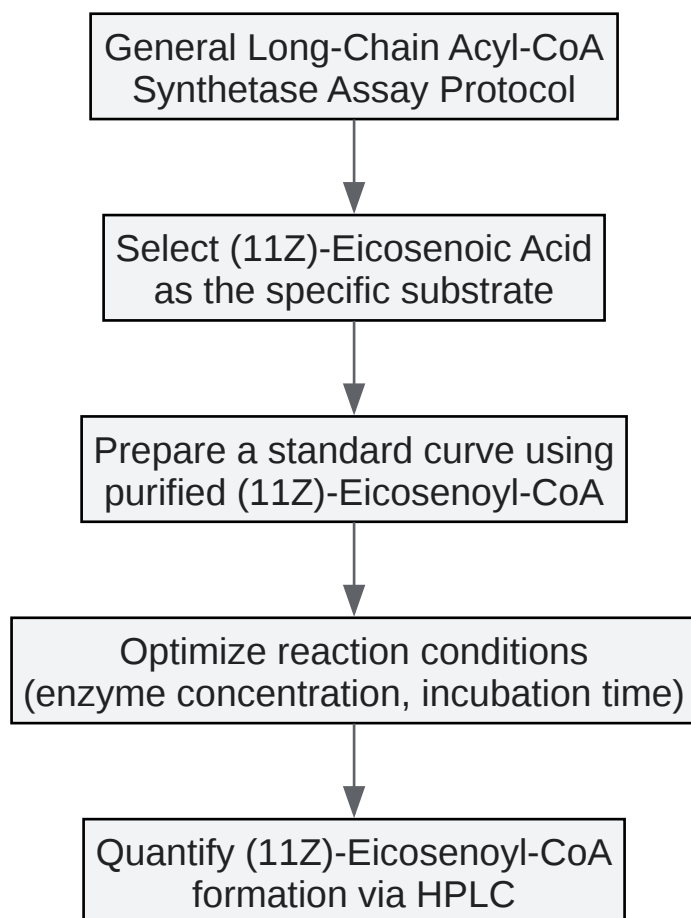 General Long-Chain Acyl-CoA
Synthetase Assay Protocol
Select (11Z)-Eicosenoic Acid
as the specific substrate
Prepare a standard curve using
purified (11Z)-Eicosenoyl-CoA
Optimize reaction conditions
(enzyme concentration, incubation time)
Quantify (11Z)-Eicosenoyl-CoA
formation via HPLC